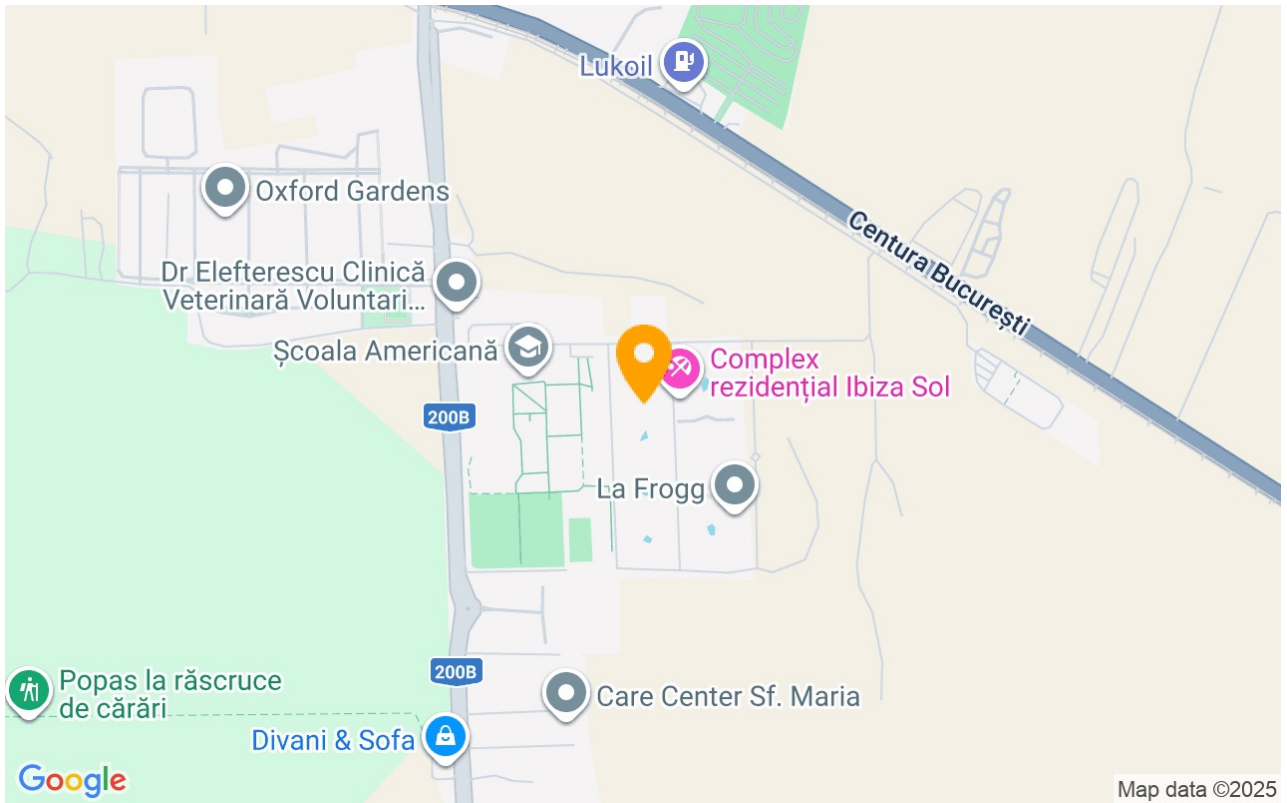 Lukoil
Oxford Gardens
Centura București
Dr Elefterescu Clinică
Veterinară Voluntari...
Școala Americană
Complex
rezidențial Ibiza Sol
200B
La Frogg
200B
Popas la răscruce
de cărări
Care Center Sf. Maria
Divani & Sofa
Google
Map data ©2025